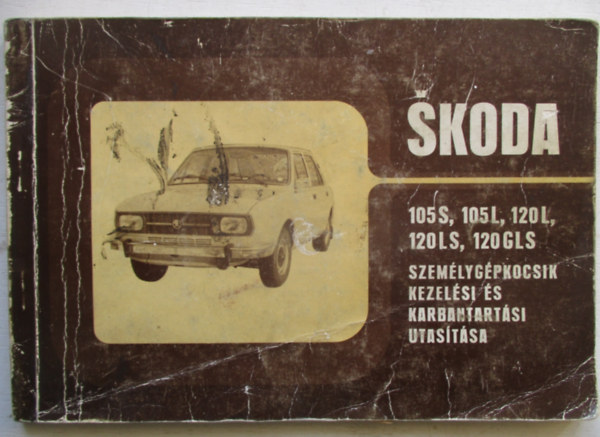 ŠKODA
105S, 105L, 120L,
120LS, 120GLS
SZEMÉLYGÉPKOCSIK
KEZELÉSI ÉS
KARBANTARTÁSI
UTASÍTÁSA